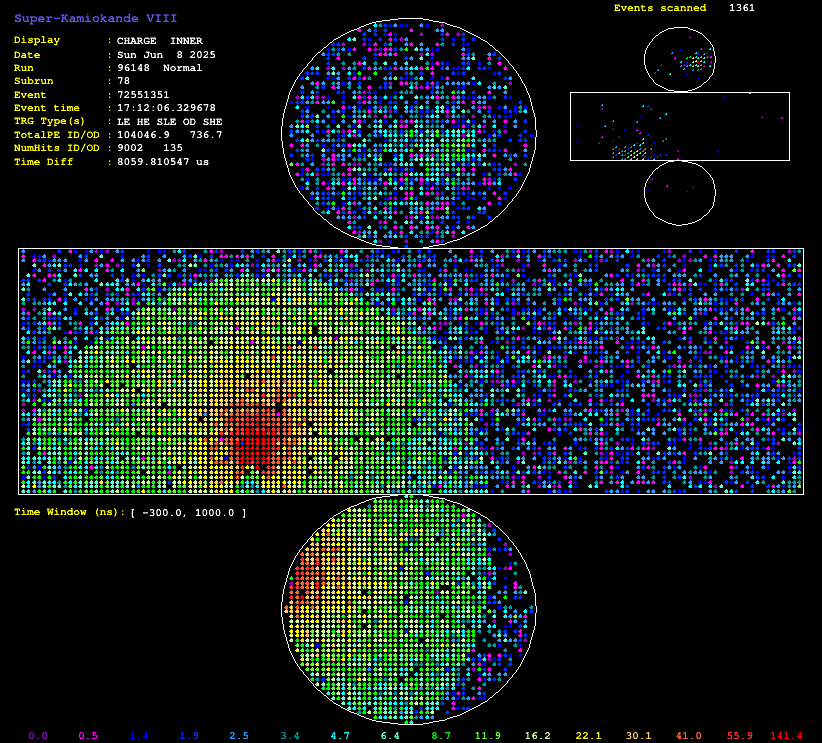 Super-Kamiokande VIII
Events scanned 1361
Display : CHARGE INNER
Date : Sun Jun 8 2025
Run : 96148 Normal
Subrun : 78
Event : 72551351
Event time : 17:12:06.329678
TRG Type(s) : LE HE SLE OD SHE
TotalPE ID/OD : 104046.9 736.7
NumHits ID/OD : 9002 135
Time Diff : 8059.810547 us
Time Window (ns): [ -300.0, 1000.0 ]
0.0 0.5 1.4 1.9 2.5 3.4 4.7 6.4 8.7 11.9 16.2 22.1 30.1 41.0 55.9 141.4